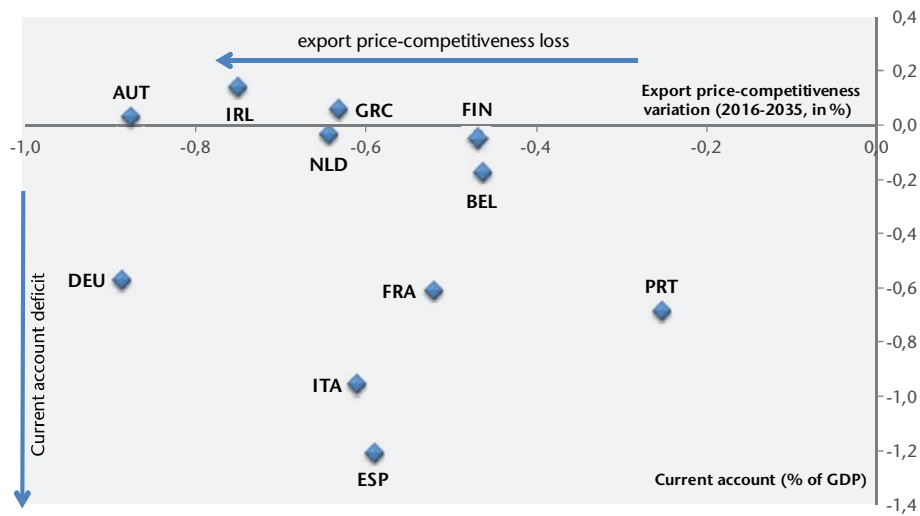 0,4
export price-competitiveness loss
0,2
AUT
Export price-competitiveness
variation (2016-2035, in %)
IRL
GRC
FIN
0,0
-1,0
-0,8
-0,6
-0,4
-0,2
0,0
NLD
BEL
-0,2
-0,4
DEU
FRA
PRT
-0,6
Current account deficit
-0,8
ITA
-1,0
-1,2
ESP
Current account (% of GDP)
-1,4